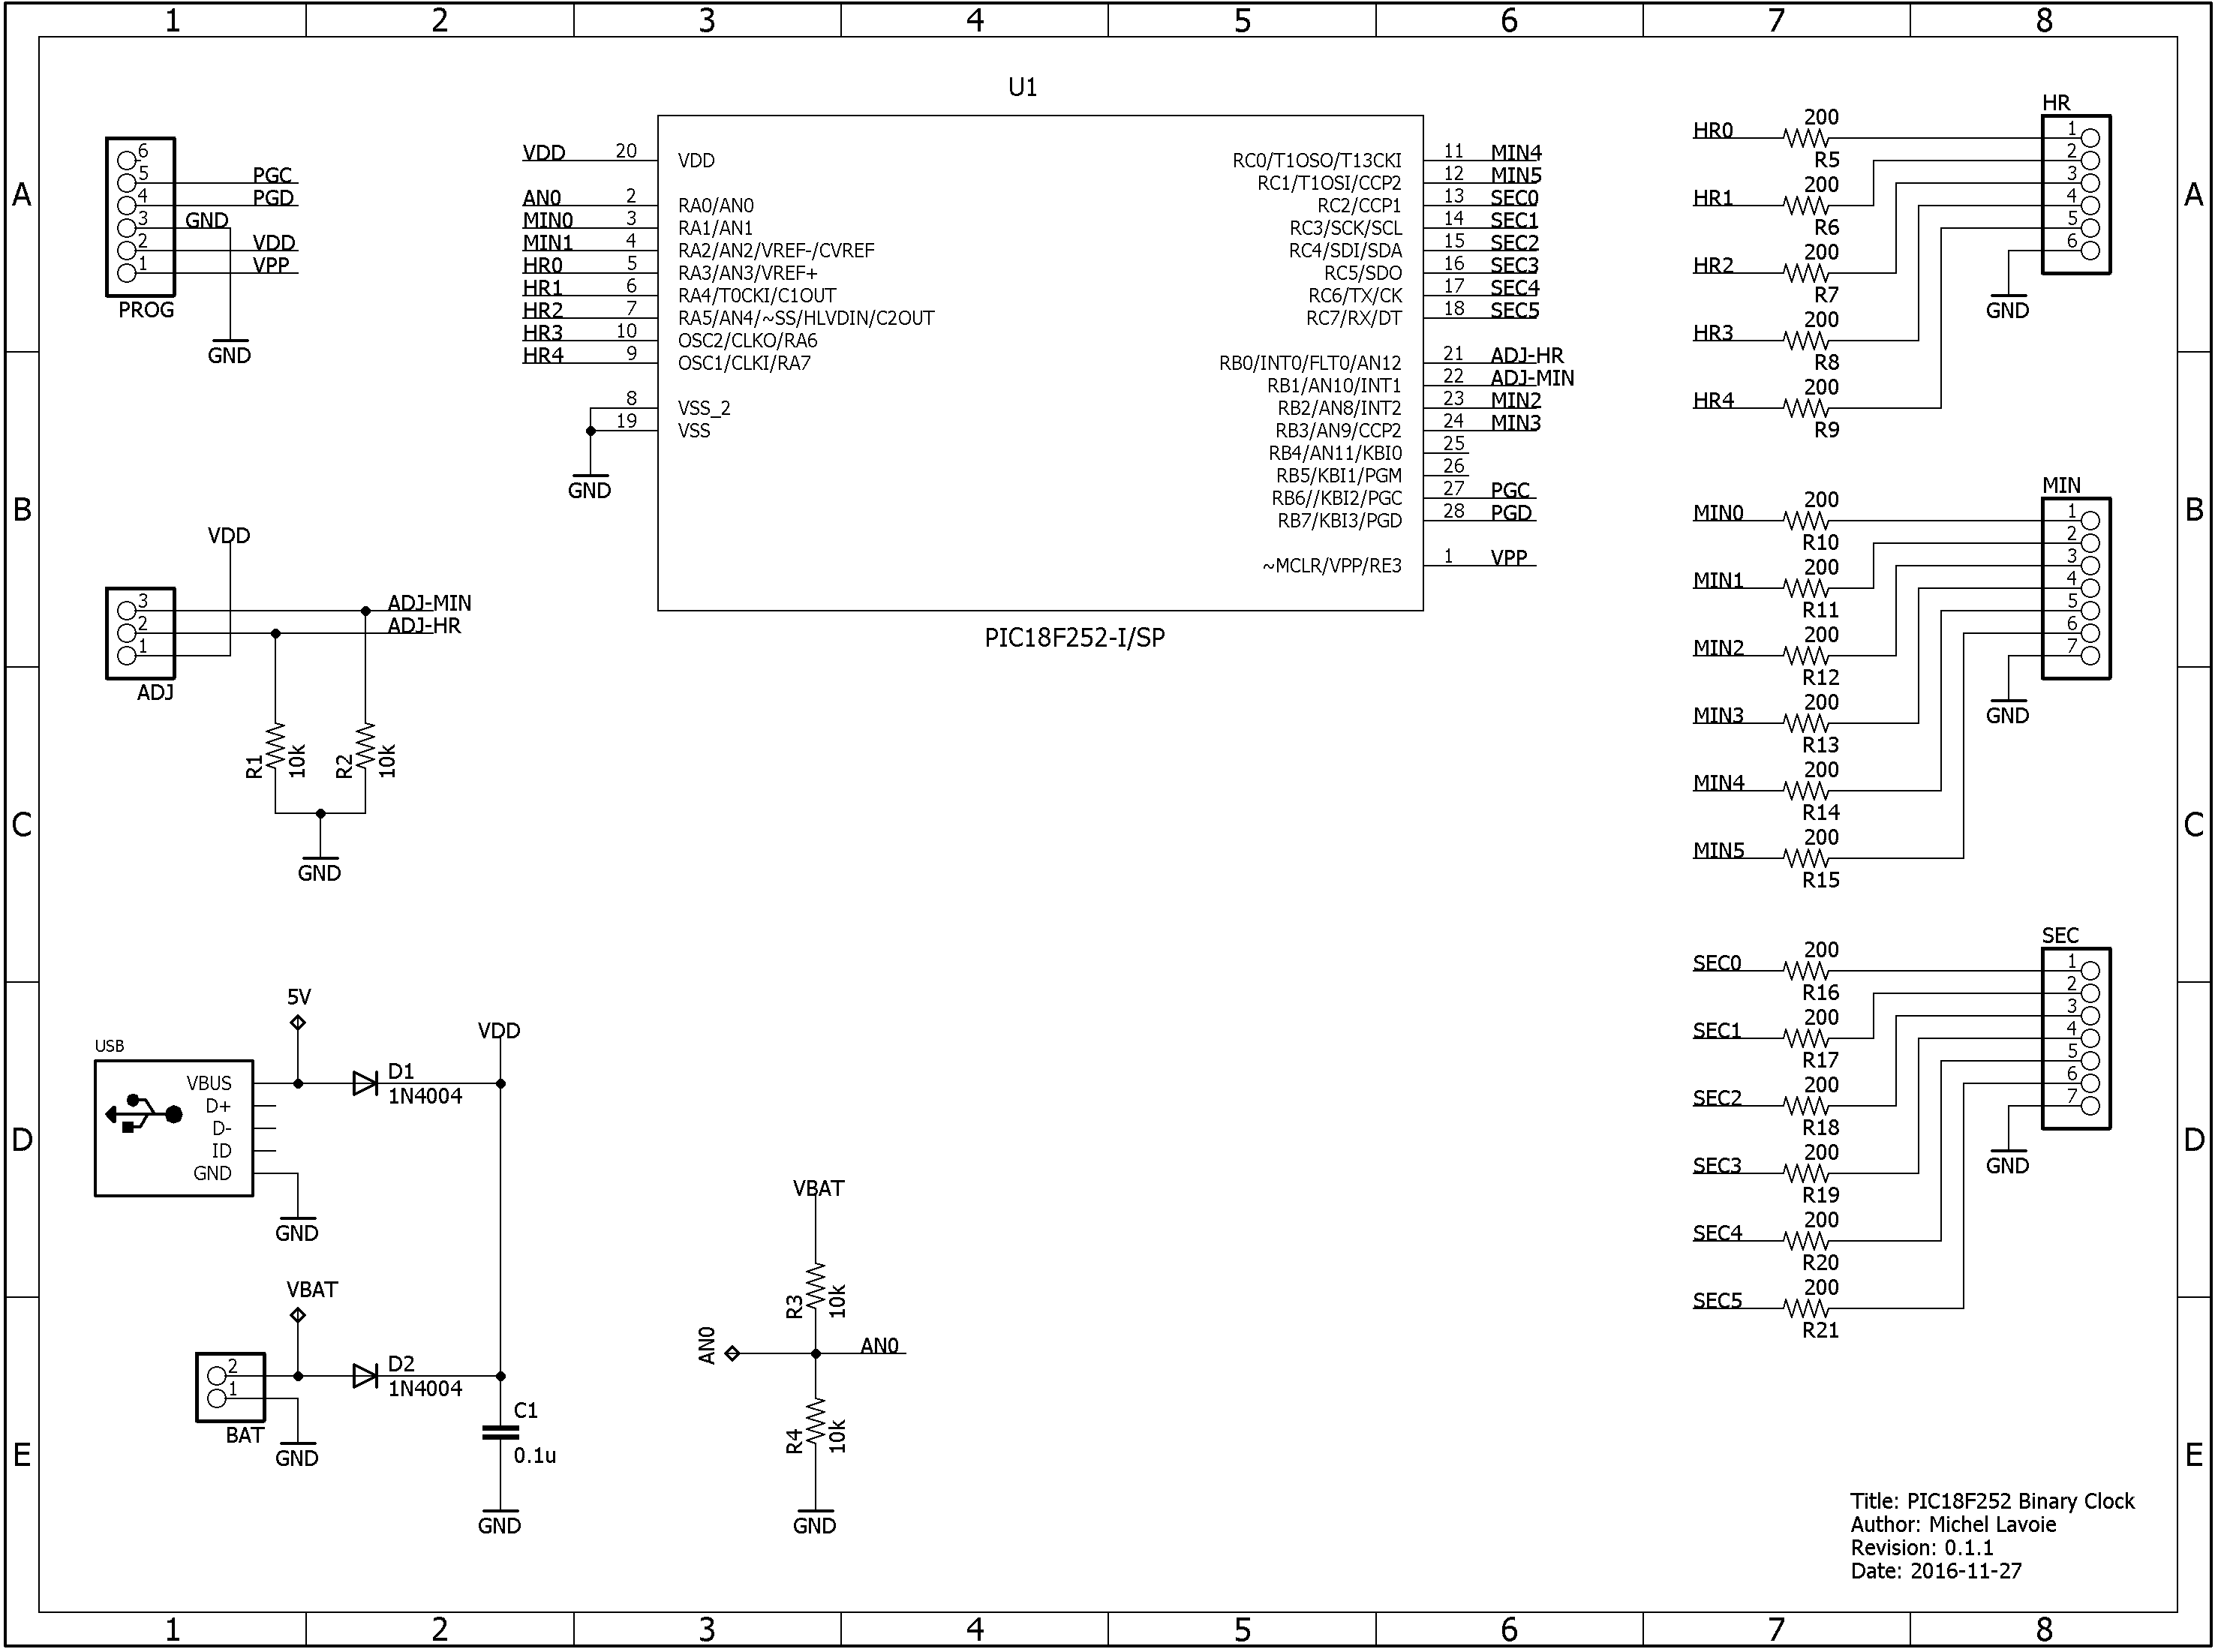 1 2 3 4 5 6 7 8
A A
B B
C C
D D
E E
1 2 3 4 5 6 7 8
6
5 PGC
4 PGD
3 GND
2 VDD
1 VPP
PROG
GND
VDD
3 ADJ-MIN
2 ADJ-HR
1
ADJ
R1 10k
R2 10k
GND
5V
USB
VBUS
D+
D-
ID
GND
GND
D1
1N4004
VDD
VBAT
2
1
BAT
GND
D2
1N4004
C1
0.1u
GND
VBAT
R3 10k
AN0 AN0
R4 10k
GND
U1
VDD 20 VDD
AN0 2 RA0/AN0
MIN0 3 RA1/AN1
MIN1 4 RA2/AN2/VREF-/CVREF
HR0 5 RA3/AN3/VREF+
HR1 6 RA4/T0CKI/C1OUT
HR2 7 RA5/AN4/~SS/HLVDIN/C2OUT
HR3 10 OSC2/CLKO/RA6
HR4 9 OSC1/CLKI/RA7
8 VSS_2
19 VSS
GND
RC0/T1OSO/T13CKI 11 MIN4
RC1/T1OSI/CCP2 12 MIN5
RC2/CCP1 13 SEC0
RC3/SCK/SCL 14 SEC1
RC4/SDI/SDA 15 SEC2
RC5/SDO 16 SEC3
RC6/TX/CK 17 SEC4
RC7/RX/DT 18 SEC5
RB0/INT0/FLT0/AN12 21 ADJ-HR
RB1/AN10/INT1 22 ADJ-MIN
RB2/AN8/INT2 23 MIN2
RB3/AN9/CCP2 24 MIN3
RB4/AN11/KBI0 25
RB5/KBI1/PGM 26
RB6//KBI2/PGC 27 PGC
RB7/KBI3/PGD 28 PGD
~MCLR/VPP/RE3 1 VPP
PIC18F252-I/SP
HR
HR0 200 R5 1
HR1 200 R6 2
HR2 200 R7 3
HR3 200 R8 4
HR4 200 R9 5
6
GND
MIN
MIN0 200 R10 1
MIN1 200 R11 2
MIN2 200 R12 3
MIN3 200 R13 4
MIN4 200 R14 5
MIN5 200 R15 6
7
GND
SEC
SEC0 200 R16 1
SEC1 200 R17 2
SEC2 200 R18 3
SEC3 200 R19 4
SEC4 200 R20 5
SEC5 200 R21 6
7
GND
Title: PIC18F252 Binary Clock
Author: Michel Lavoie
Revision: 0.1.1
Date: 2016-11-27